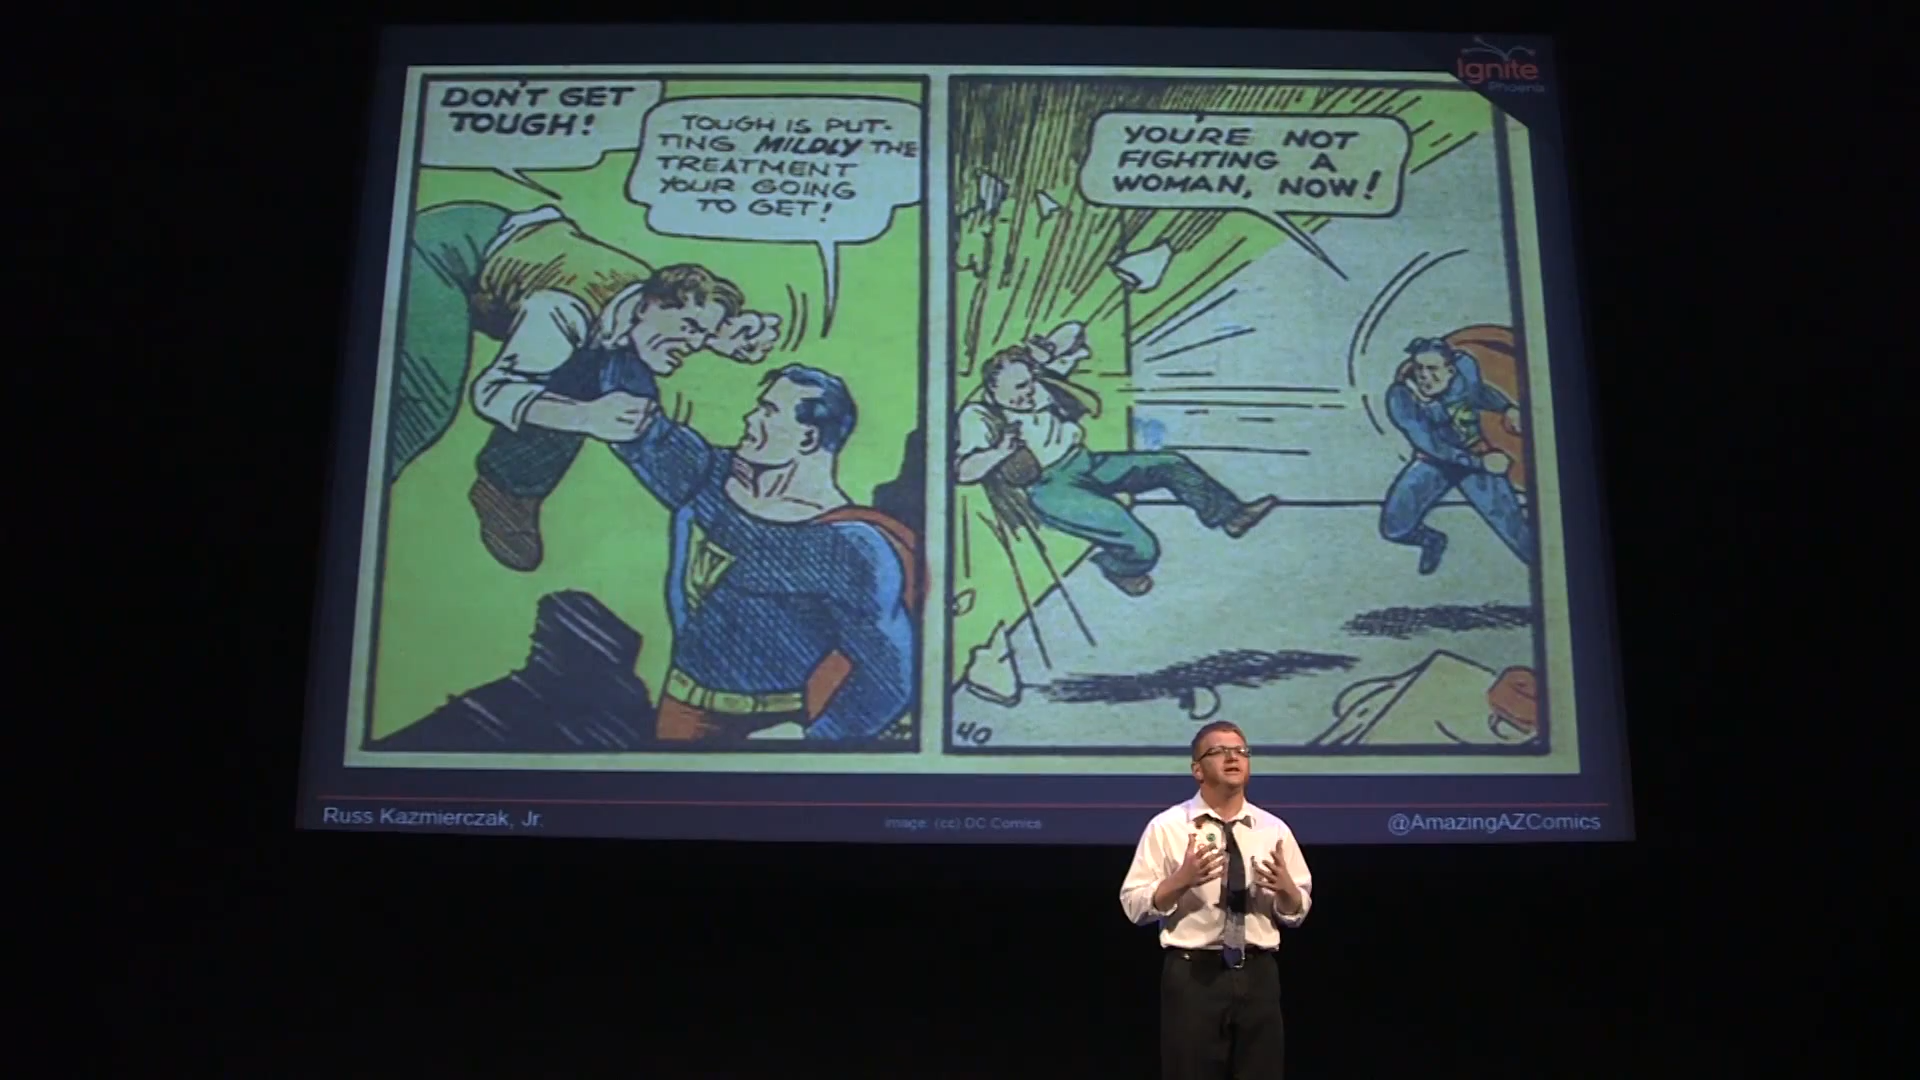 Ignite
Phoenix
DON'T GET
TOUGH!
TOUGH IS PUT-
TING MILDLY THE
TREATMENT
YOUR GOING
TO GET!
YOU'RE NOT
FIGHTING A
WOMAN, NOW!
40
Russ Kazmierczak, Jr.
image: (cc) DC Comics
@AmazingAZComics